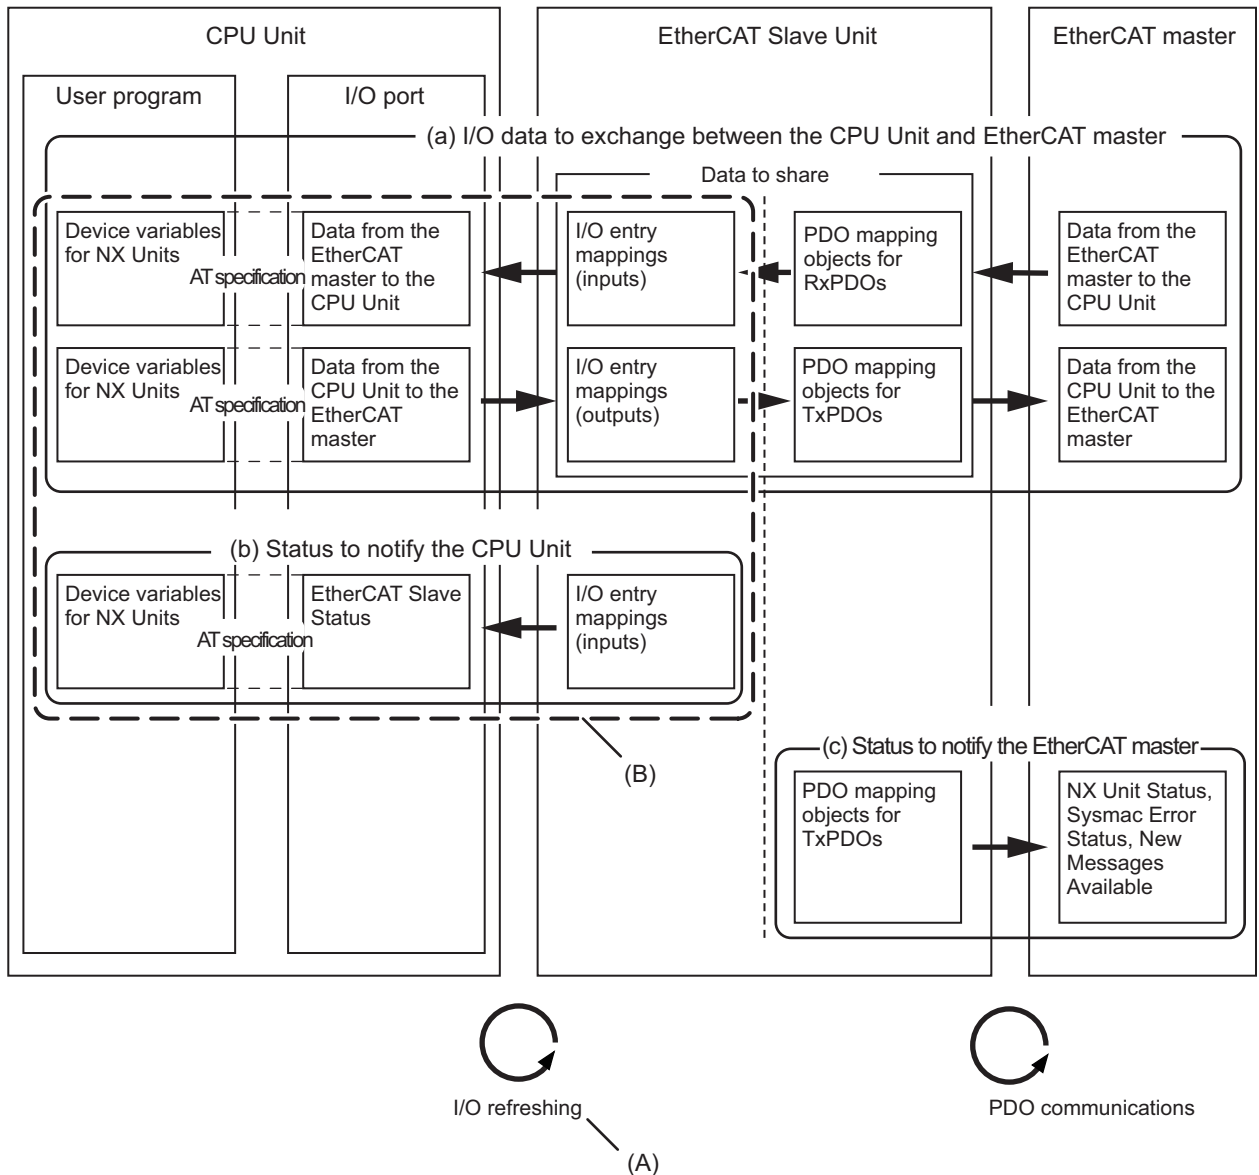 CPU Unit
EtherCAT Slave Unit
EtherCAT master
User program
I/O port
(a) I/O data to exchange between the CPU Unit and EtherCAT master
Data to share
Device variables
for NX Units
AT specification
Data from the
EtherCAT
master to the
CPU Unit
I/O entry
mappings
(inputs)
PDO mapping
objects for
RxPDOs
Data from the
EtherCAT
master to the
CPU Unit
Device variables
for NX Units
AT specification
Data from the
CPU Unit to the
EtherCAT
master
I/O entry
mappings
(outputs)
PDO mapping
objects for
TxPDOs
Data from the
CPU Unit to the
EtherCAT
master
(b) Status to notify the CPU Unit
Device variables
for NX Units
AT specification
EtherCAT Slave
Status
I/O entry
mappings
(inputs)
(B)
(c) Status to notify the EtherCAT master
PDO mapping
objects for
TxPDOs
NX Unit Status,
Sysmac Error
Status, New
Messages
Available
I/O refreshing
PDO communications
(A)